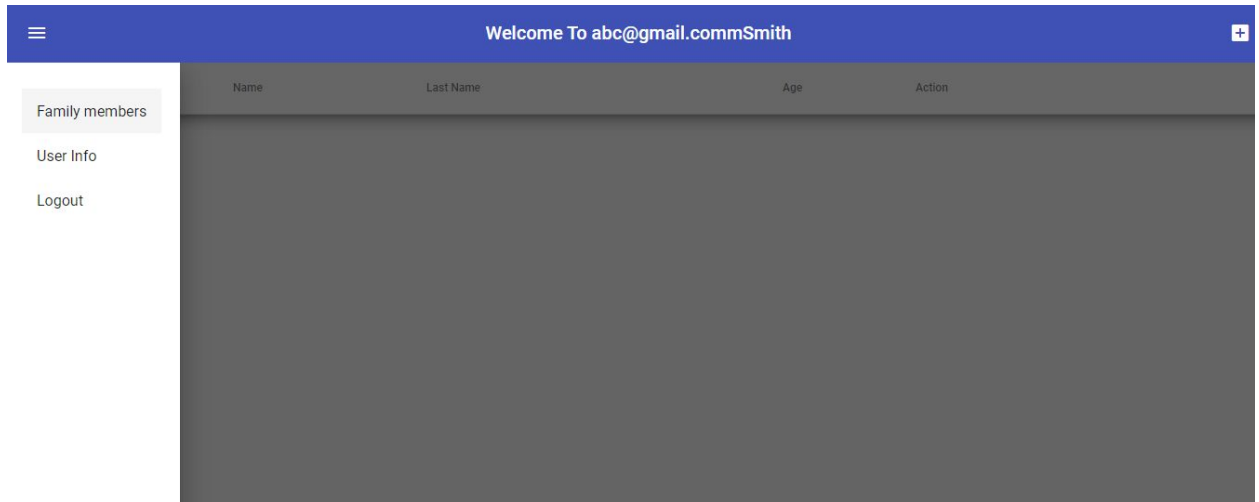 Welcome To abc@gmail.commSmith
Name Last Name Age Action
Family members
User Info
Logout